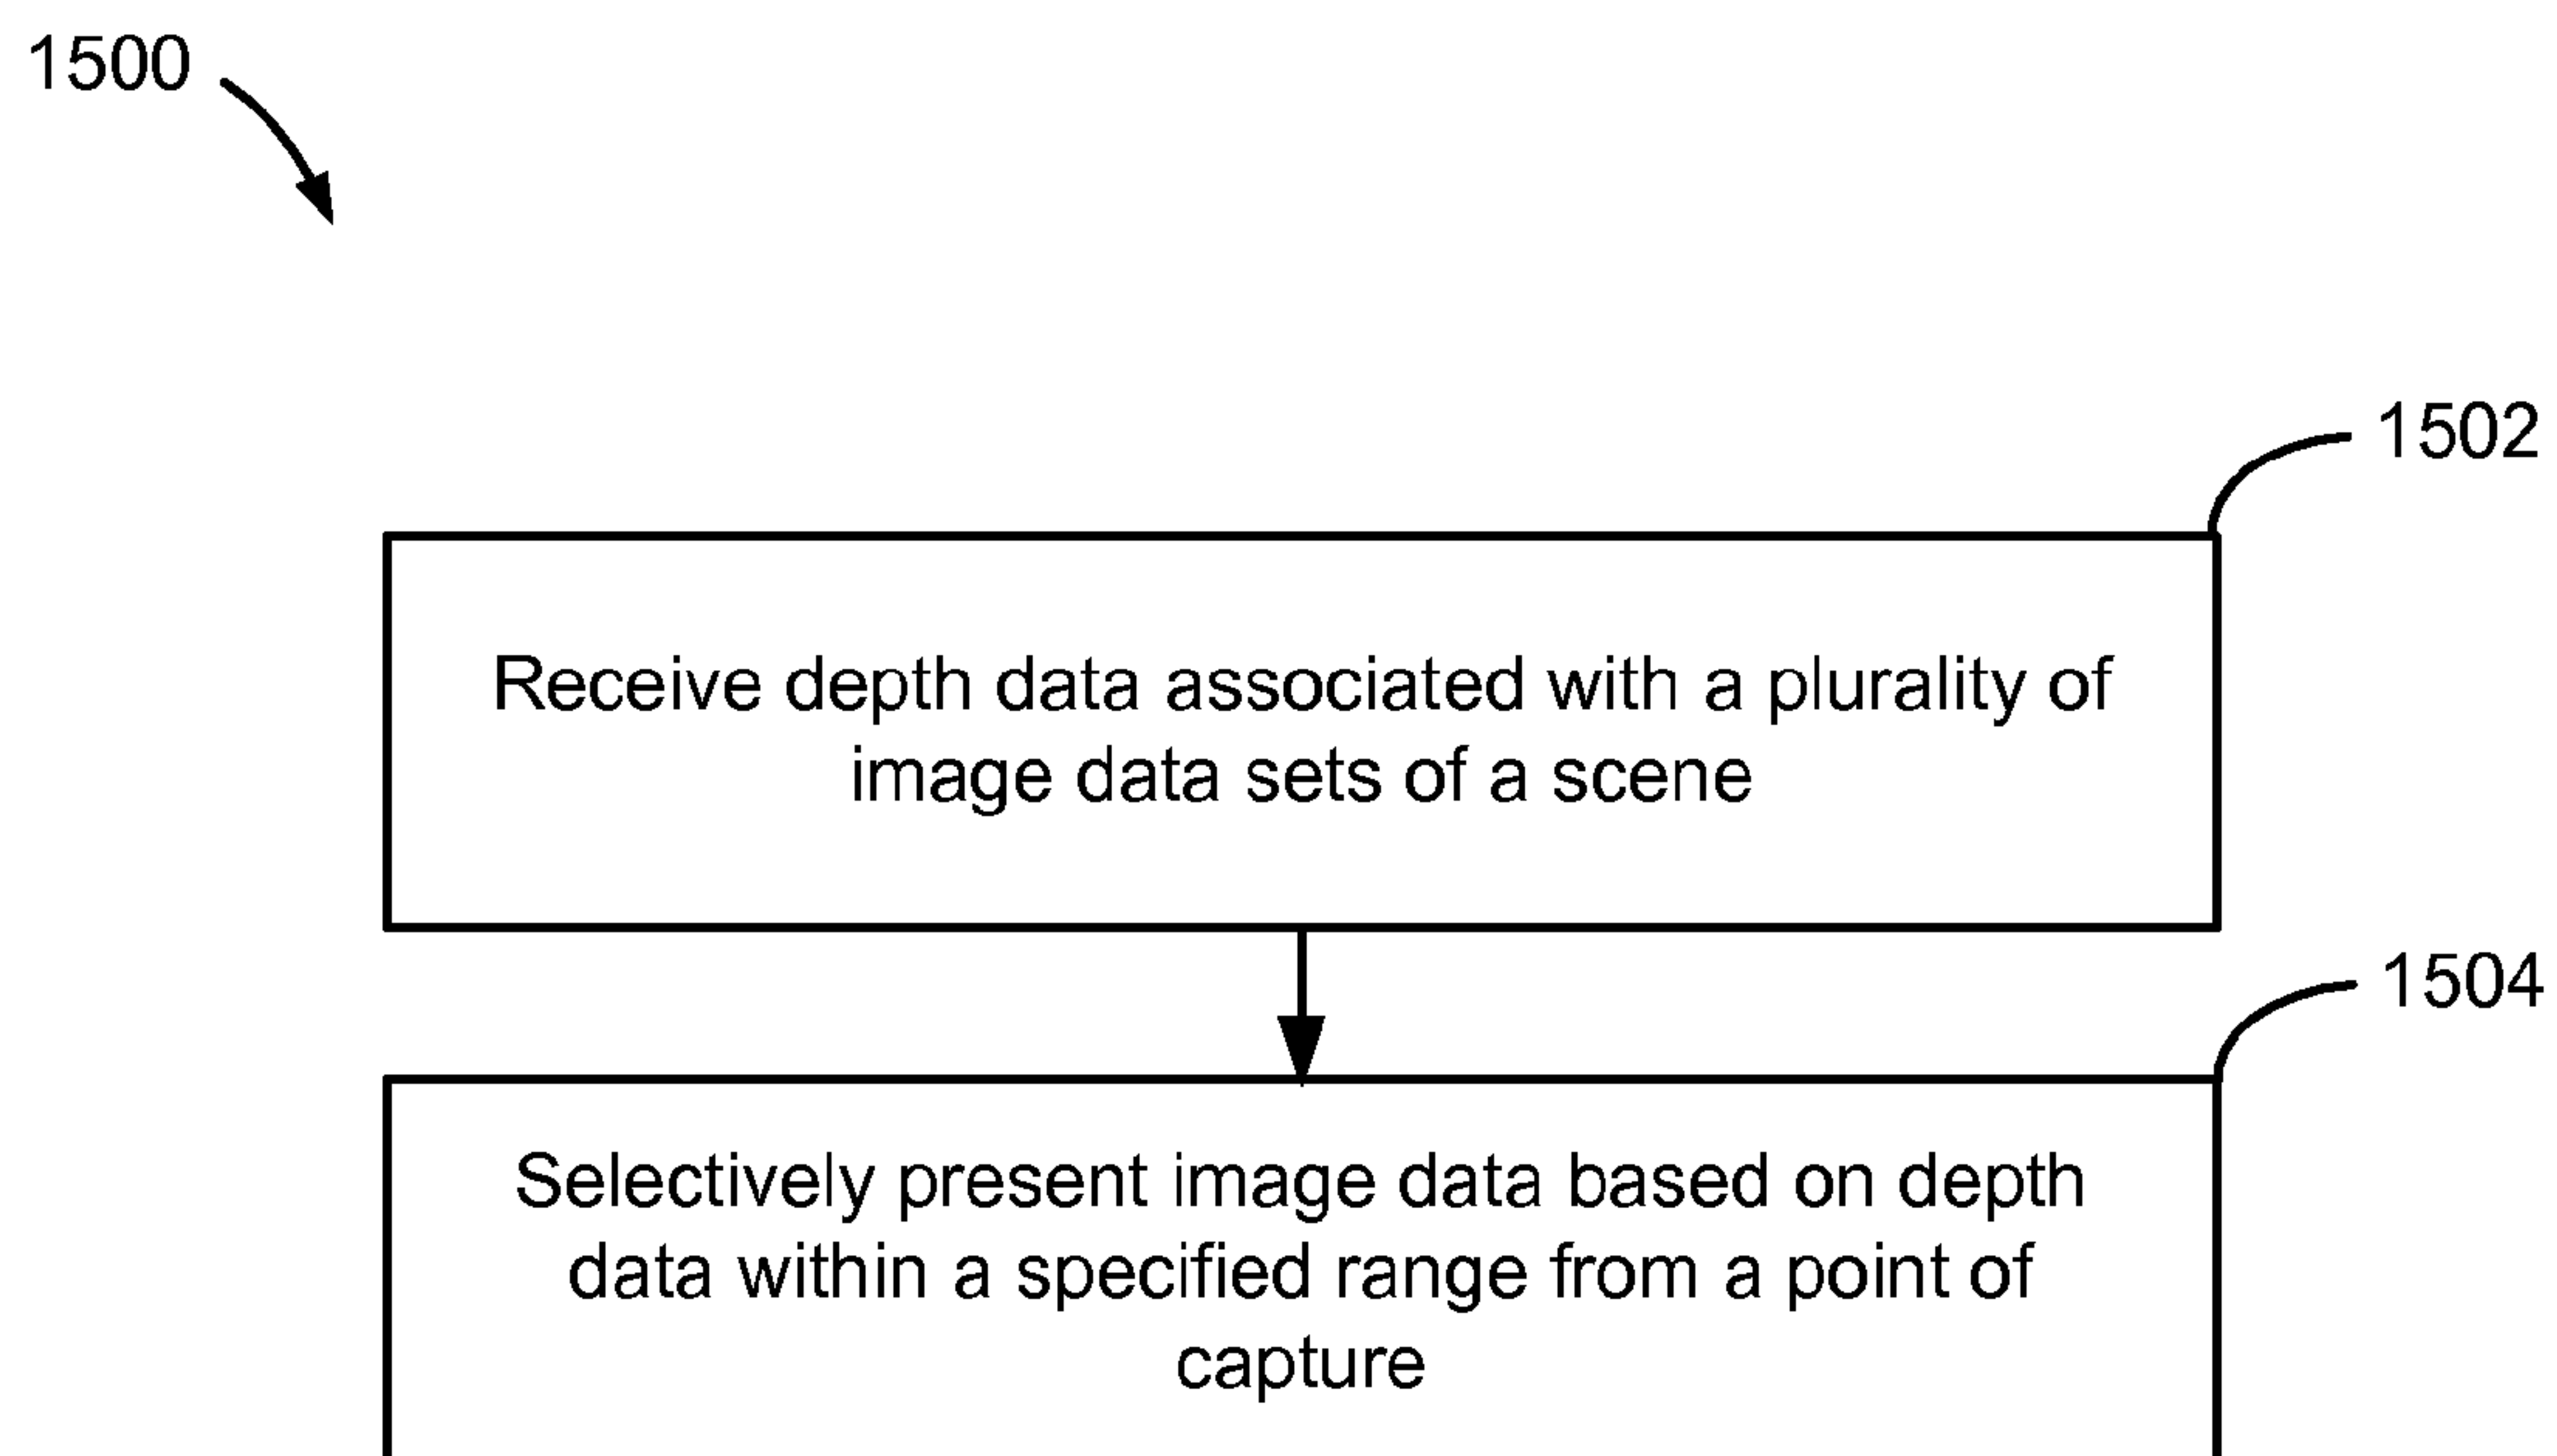 1500
1502
Receive depth data associated with a plurality of
image data sets of a scene
1504
Selectively present image data based on depth
data within a specified range from a point of
capture